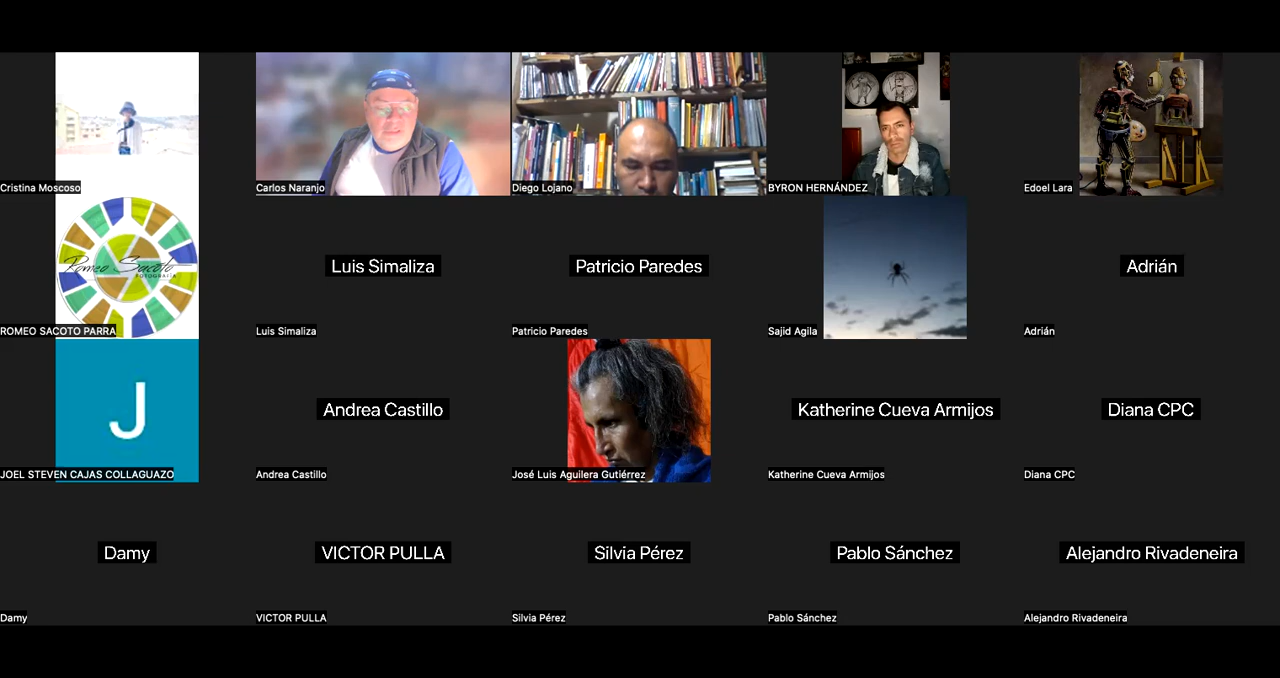 Cristina Moscoso
Carlos Naranjo
Diego Lojano
BYRON HERNÁNDEZ
Edoel Lara
Romeo Sacoto
FOTOGRAFÍA
ROMEO SACOTO PARRA
Luis Simaliza
Luis Simaliza
Patricio Paredes
Patricio Paredes
Sajid Agila
Adrián
Adrián
J
JOEL STEVEN CAJAS COLLAGUAZO
Andrea Castillo
Andrea Castillo
José Luis Aguilera Gutiérrez
Katherine Cueva Armijos
Katherine Cueva Armijos
Diana CPC
Diana CPC
Damy
Damy
VICTOR PULLA
VICTOR PULLA
Silvia Pérez
Silvia Pérez
Pablo Sánchez
Pablo Sánchez
Alejandro Rivadeneira
Alejandro Rivadeneira